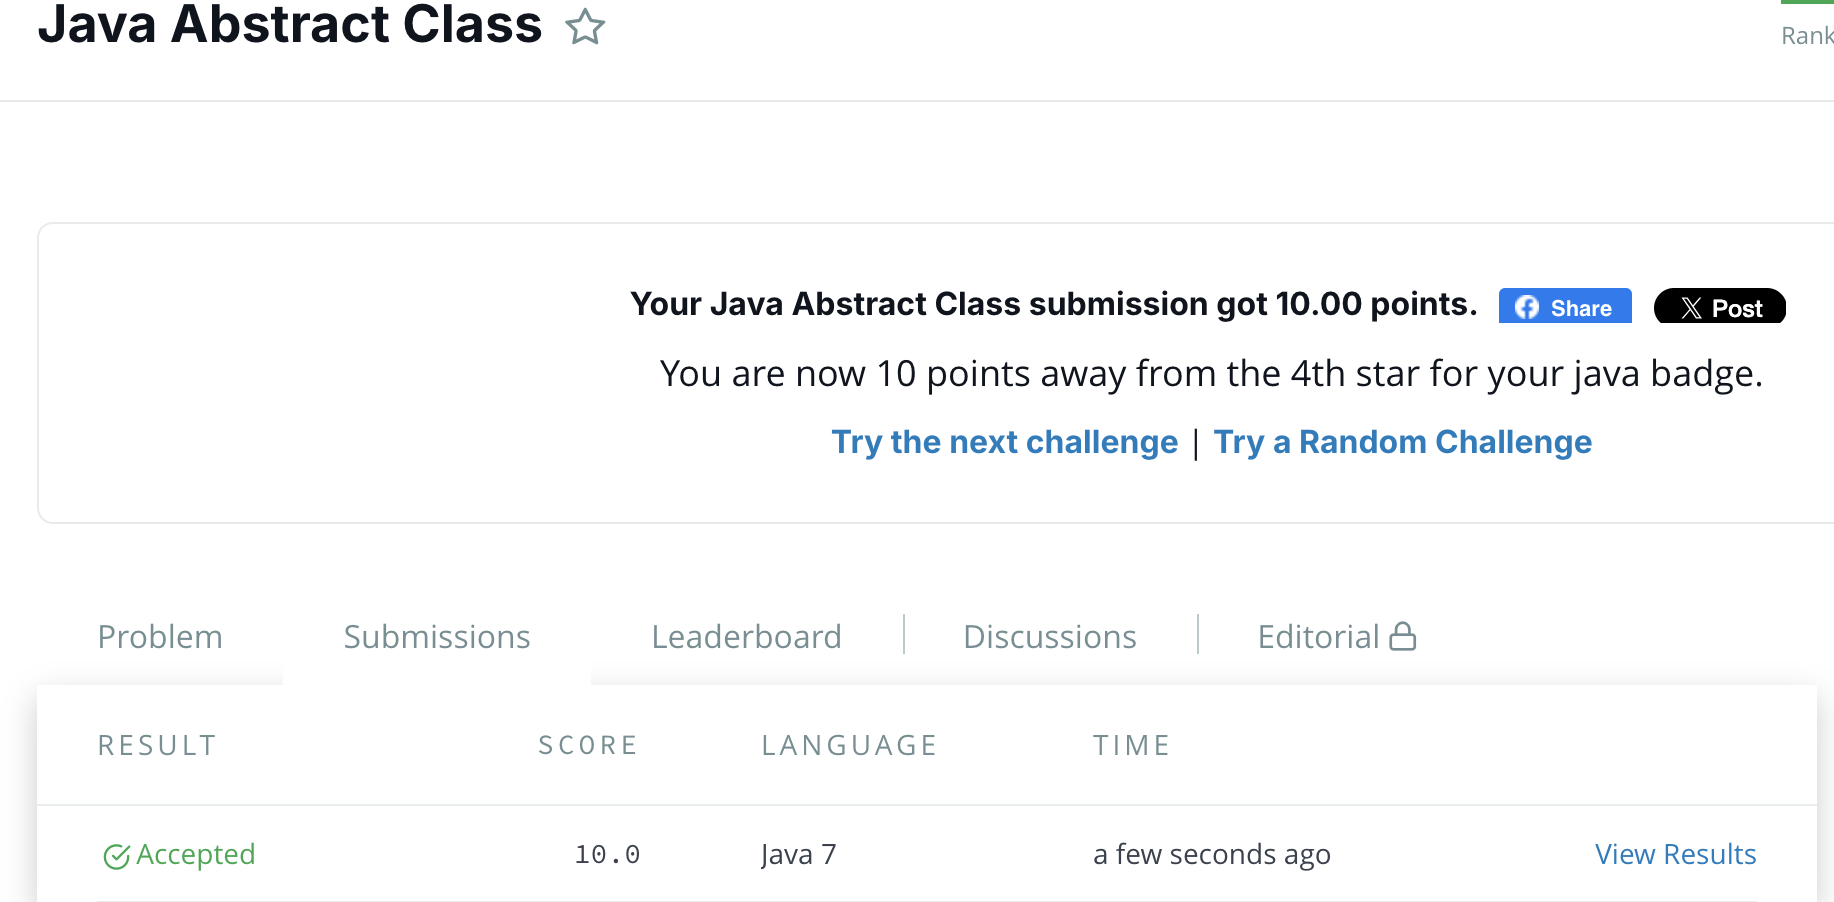 Java Abstract Class
Rank
Your Java Abstract Class submission got 10.00 points. Share Post
You are now 10 points away from the 4th star for your java badge.
Try the next challenge | Try a Random Challenge
Problem Submissions Leaderboard Discussions Editorial
RESULT SCORE LANGUAGE TIME
Accepted 10.0 Java 7 a few seconds ago View Results